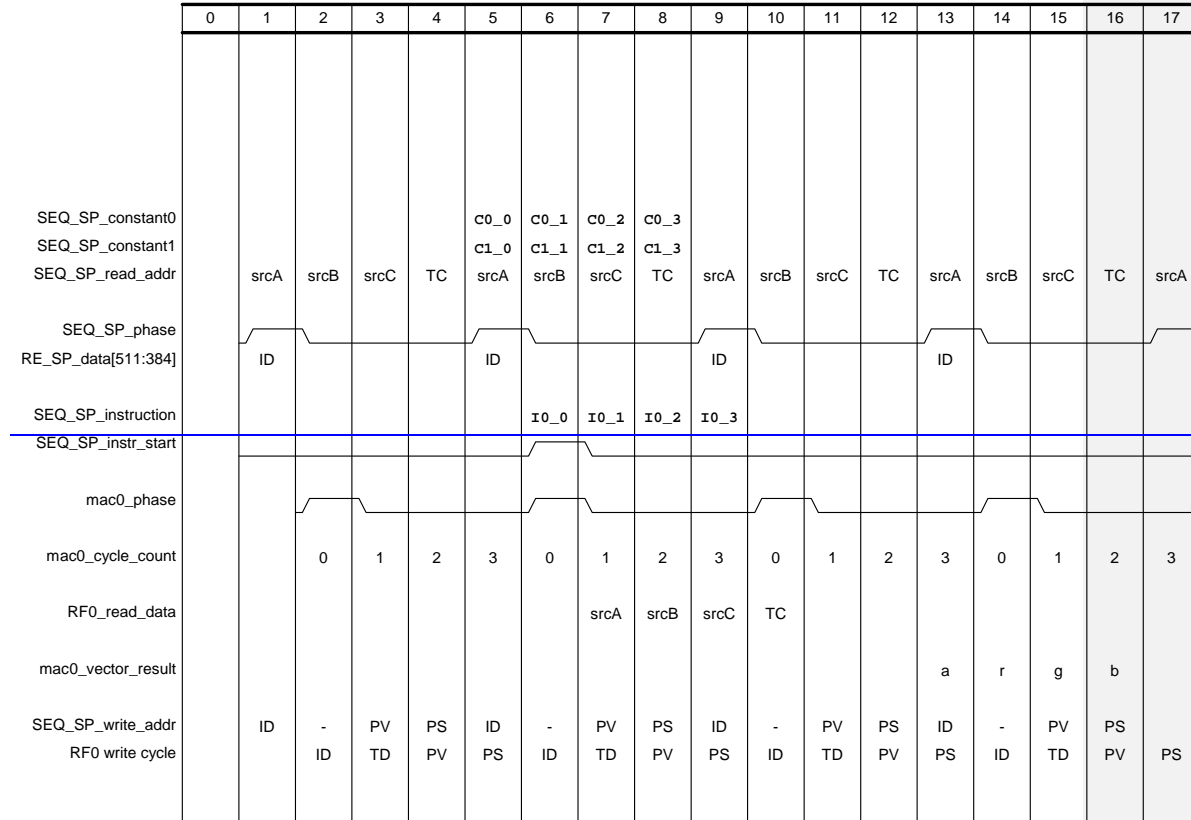 0 1 2 3 4 5 6 7 8 9 10 11 12 13 14 15 16 17
SEQ_SP_constant0 C0_0 C0_1 C0_2 C0_3
SEQ_SP_constant1 C1_0 C1_1 C1_2 C1_3
SEQ_SP_read_addr srcA srcB srcC TC srcA srcB srcC TC srcA srcB srcC TC srcA srcB srcC TC srcA
SEQ_SP_phase
RE_SP_data[511:384] ID ID ID ID
SEQ_SP_instruction I0_0 I0_1 I0_2 I0_3
SEQ_SP_instr_start
mac0_phase
mac0_cycle_count 0 1 2 3 0 1 2 3 0 1 2 3 0 1 2 3
RF0_read_data srcA srcB srcC TC
mac0_vector_result a r g b
SEQ_SP_write_addr ID - PV PS ID - PV PS ID - PV PS ID - PV PS
RF0 write cycle ID TD PV PS ID TD PV PS ID TD PV PS ID TD PV PS